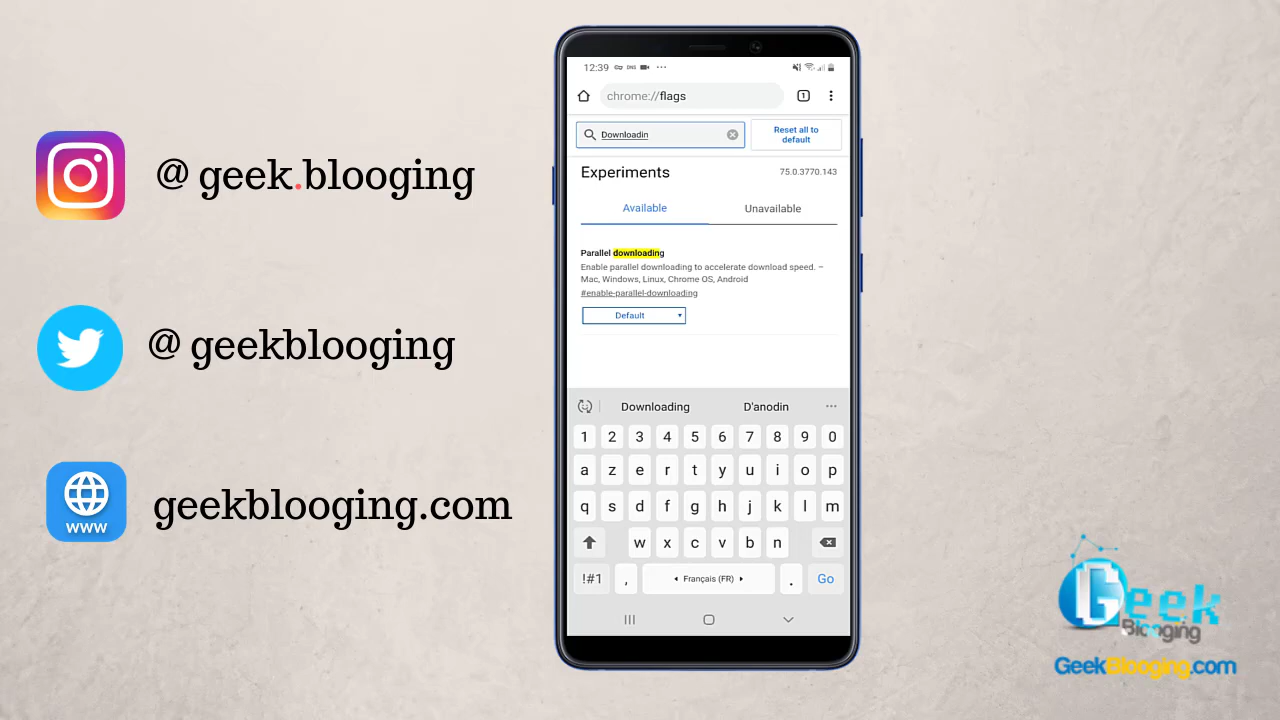 @ geek.blooging
@ geekblooging
WWW
geekblooging.com
12:39 DNS ...
chrome://flags
1
Downloadin
Reset all to
default
Experiments
75.0.3770.143
Available
Unavailable
Parallel downloading
Enable parallel downloading to accelerate download speed. –
Mac, Windows, Linux, Chrome OS, Android
#enable-parallel-downloading
Default
Downloading D'anodin ...
1 2 3 4 5 6 7 8 9 0
a z e r t y u i o p
q s d f g h j k l m
w x c v b n
!#1 , Français (FR) . Go
Geek
Blooging
GeekBlooging.com